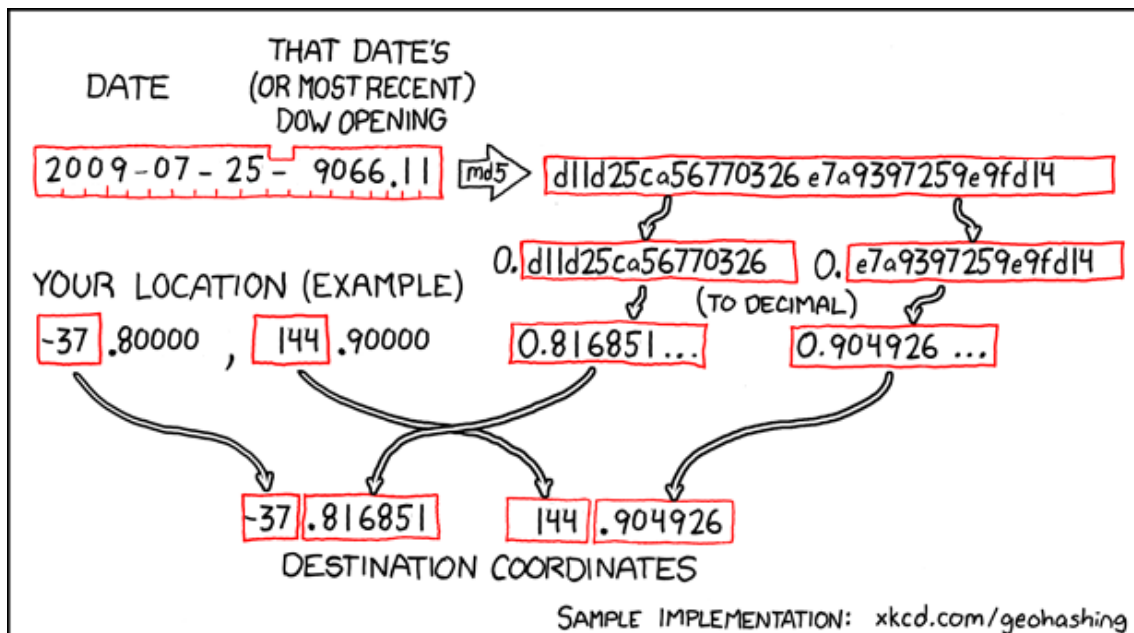 DATE
THAT DATE'S
(OR MOST RECENT)
DOW OPENING
2009-07-25- 9066.11
md5
d11d25ca56770326e7a9397259e9fd14
0.d11d25ca56770326
0.e7a9397259e9fd14
YOUR LOCATION (EXAMPLE)
(TO DECIMAL)
-37.80000, 144.90000
0.816851...
0.904926...
-37.816851 144.904926
DESTINATION COORDINATES
SAMPLE IMPLEMENTATION: xkcd.com/geohashing